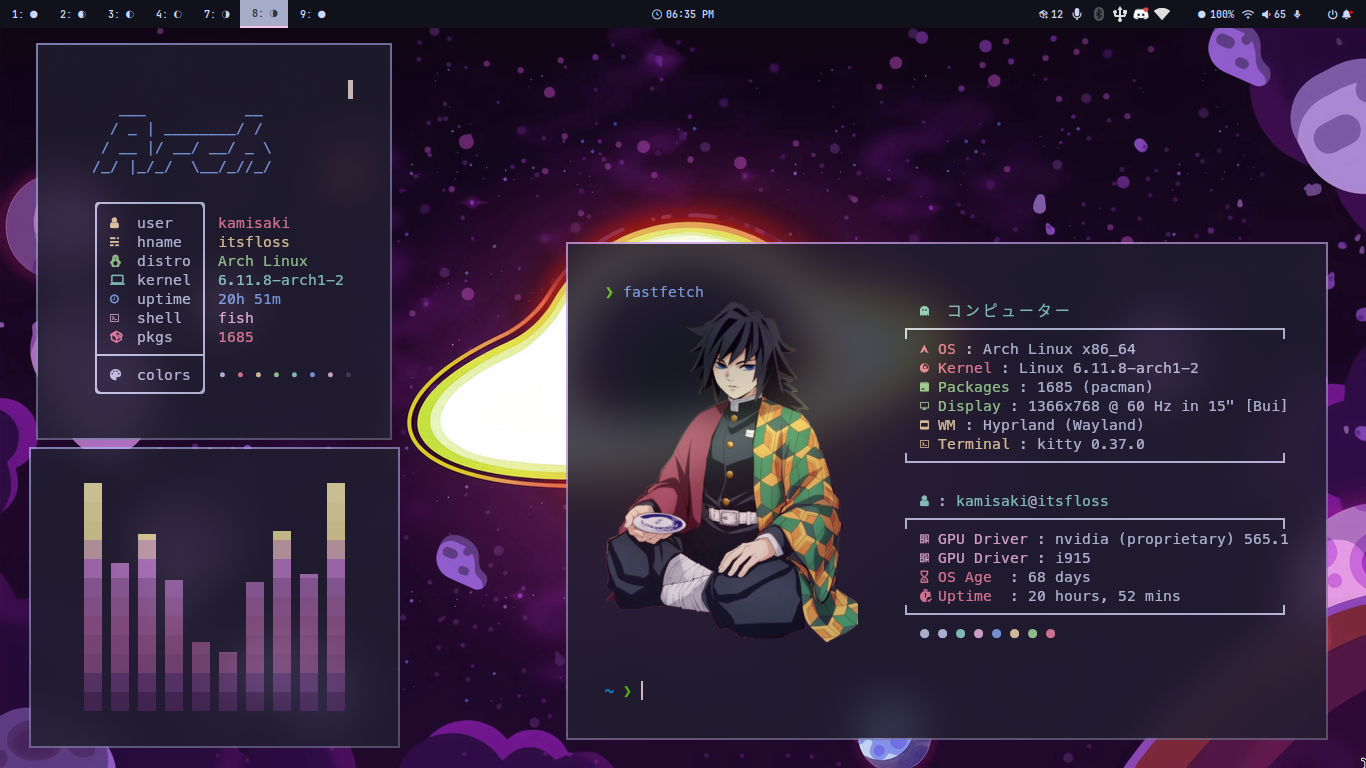 1: 2: 3: 4: 7: 8: 9:
06:35 PM
12 100% 65
Arch
user kamisaki
hname itsfloss
distro Arch Linux
kernel 6.11.8-arch1-2
uptime 20h 51m
shell fish
pkgs 1685
colors
❯ fastfetch
コンピューター
OS : Arch Linux x86_64
Kernel : Linux 6.11.8-arch1-2
Packages : 1685 (pacman)
Display : 1366x768 @ 60 Hz in 15" [Bui]
WM : Hyprland (Wayland)
Terminal : kitty 0.37.0
: kamisaki@itsfloss
GPU Driver : nvidia (proprietary) 565.1
GPU Driver : i915
OS Age : 68 days
Uptime : 20 hours, 52 mins
~ ❯